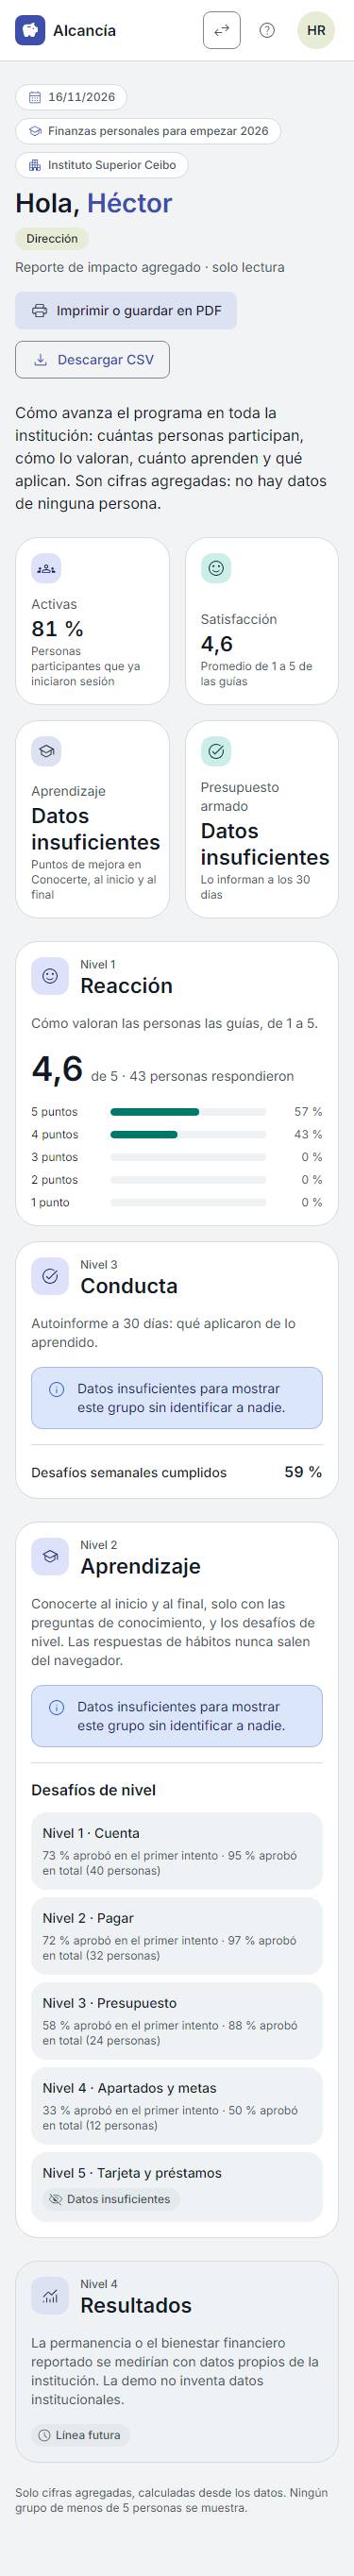 Alcancía
HR
16/11/2026
Finanzas personales para empezar 2026
Instituto Superior Ceibo
Hola, Héctor
Dirección
Reporte de impacto agregado · solo lectura
Imprimir o guardar en PDF
Descargar CSV
Cómo avanza el programa en toda la
institución: cuántas personas participan,
cómo lo valoran, cuánto aprenden y qué
aplican. Son cifras agregadas: no hay datos
de ninguna persona.
Activas
81 %
Personas
participantes que ya
iniciaron sesión
Satisfacción
4,6
Promedio de 1 a 5 de
las guías
Aprendizaje
Datos
insuficientes
Puntos de mejora en
Conocerte, al inicio y al
final
Presupuesto
armado
Datos
insuficientes
Lo informan a los 30
días
Nivel 1
Reacción
Cómo valoran las personas las guías, de 1 a 5.
4,6 de 5 · 43 personas respondieron
5 puntos 57 %
4 puntos 43 %
3 puntos 0 %
2 puntos 0 %
1 punto 0 %
Nivel 3
Conducta
Autoinforme a 30 días: qué aplicaron de lo
aprendido.
Datos insuficientes para mostrar
este grupo sin identificar a nadie.
Desafíos semanales cumplidos 59 %
Nivel 2
Aprendizaje
Conocerte al inicio y al final, solo con las
preguntas de conocimiento, y los desafíos de
nivel. Las respuestas de hábitos nunca salen
del navegador.
Datos insuficientes para mostrar
este grupo sin identificar a nadie.
Desafíos de nivel
Nivel 1 · Cuenta
73 % aprobó en el primer intento · 95 % aprobó
en total (40 personas)
Nivel 2 · Pagar
72 % aprobó en el primer intento · 97 % aprobó
en total (32 personas)
Nivel 3 · Presupuesto
58 % aprobó en el primer intento · 88 % aprobó
en total (24 personas)
Nivel 4 · Apartados y metas
33 % aprobó en el primer intento · 50 % aprobó
en total (12 personas)
Nivel 5 · Tarjeta y préstamos
Datos insuficientes
Nivel 4
Resultados
La permanencia o el bienestar financiero
reportado se medirían con datos propios de la
institución. La demo no inventa datos
institucionales.
Línea futura
Solo cifras agregadas, calculadas desde los datos. Ningún
grupo de menos de 5 personas se muestra.